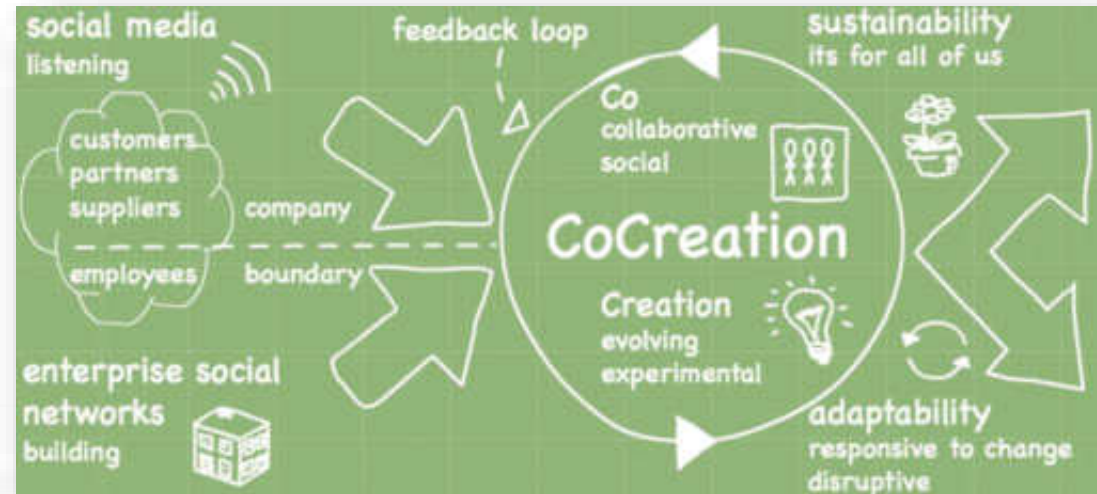 social media
listening
customers
partners
suppliers
employees
company
boundary
enterprise social
networks
building
feedback loop
Co
collaborative
social
CoCreation
Creation
evolving
experimental
sustainability
its for all of us
adaptability
responsive to change
disruptive